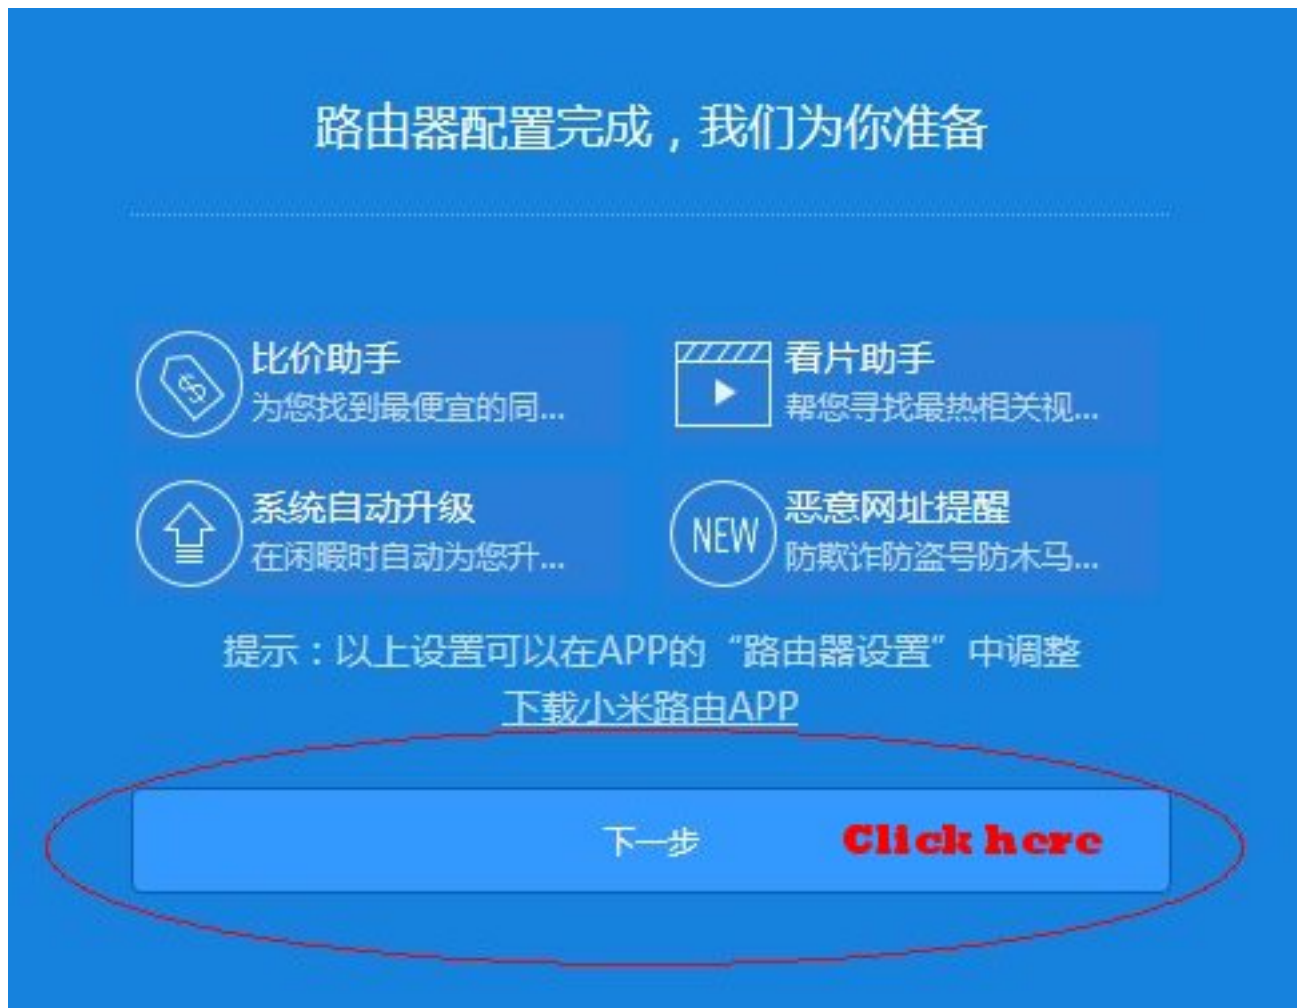 路由器配置完成，我们为你准备
比价助手
为您找到最便宜的同...
看片助手
帮您寻找最热相关视...
系统自动升级
在闲暇时自动为您升...
NEW
恶意网址提醒
防欺诈防盗号防木马...
提示：以上设置可以在APP的“路由器设置”中调整
下载小米路由APP
下一步 Click here